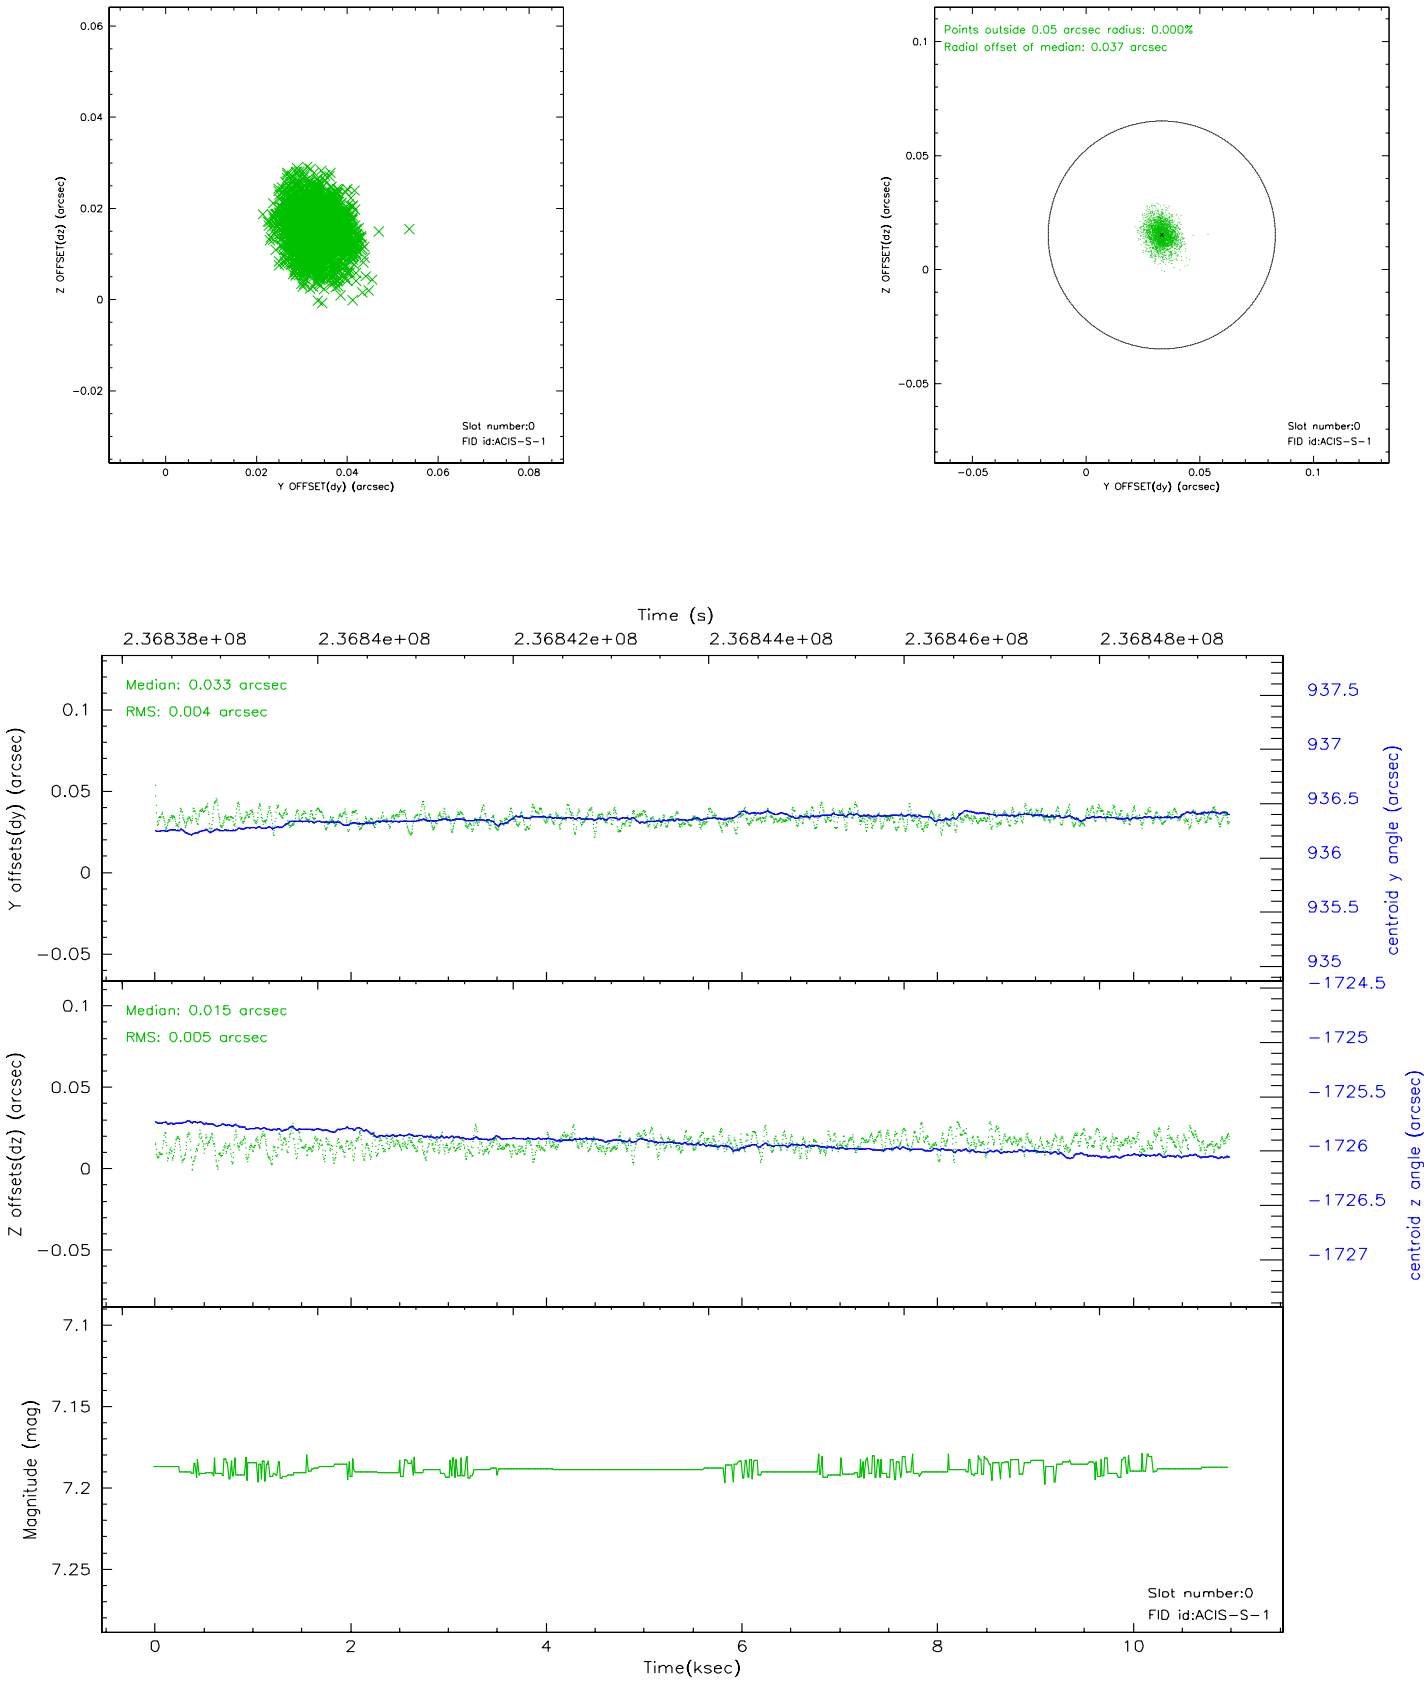 0.06
0.04
0.02
0
−0.02
Z OFFSET(dz) (arcsec)
Slot number:0
FID id:ACIS−S−1
0 0.02 0.04 0.06 0.08
Y OFFSET(dy) (arcsec)
Points outside 0.05 arcsec radius: 0.000%
Radial offset of median: 0.037 arcsec
0.1
0.05
0
−0.05
Z OFFSET(dz) (arcsec)
Slot number:0
FID id:ACIS−S−1
−0.05 0 0.05 0.1
Y OFFSET(dy) (arcsec)
Time (s)
2.36838e+08 2.3684e+08 2.36842e+08 2.36844e+08 2.36846e+08 2.36848e+08
Median: 0.033 arcsec
RMS: 0.004 arcsec
0.1
0.05
0
−0.05
Y offsets(dy) (arcsec)
937.5
937
936.5
936
935.5
935
centroid y angle (arcsec)
Median: 0.015 arcsec
RMS: 0.005 arcsec
0.1
0.05
0
−0.05
Z offsets(dz) (arcsec)
−1724.5
−1725
−1725.5
−1726
−1726.5
−1727
centroid z angle (arcsec)
7.1
7.15
7.2
7.25
Magnitude (mag)
Slot number:0
FID id:ACIS−S−1
0 2 4 6 8 10
Time(ksec)